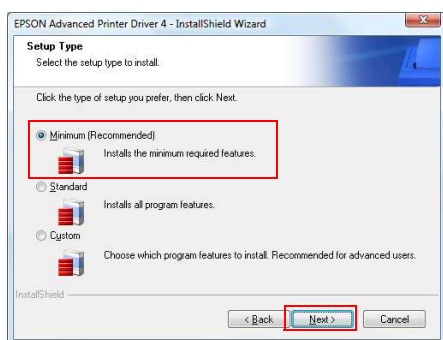 EPSON Advanced Printer Driver 4 - InstallShield Wizard
Setup Type
Select the setup type to install.
Click the type of setup you prefer, then click Next.
Minimum (Recommended)
Installs the minimum required features.
Standard
Installs all program features.
Custom
Choose which program features to install. Recommended for advanced users.
InstallShield
< Back Next > Cancel